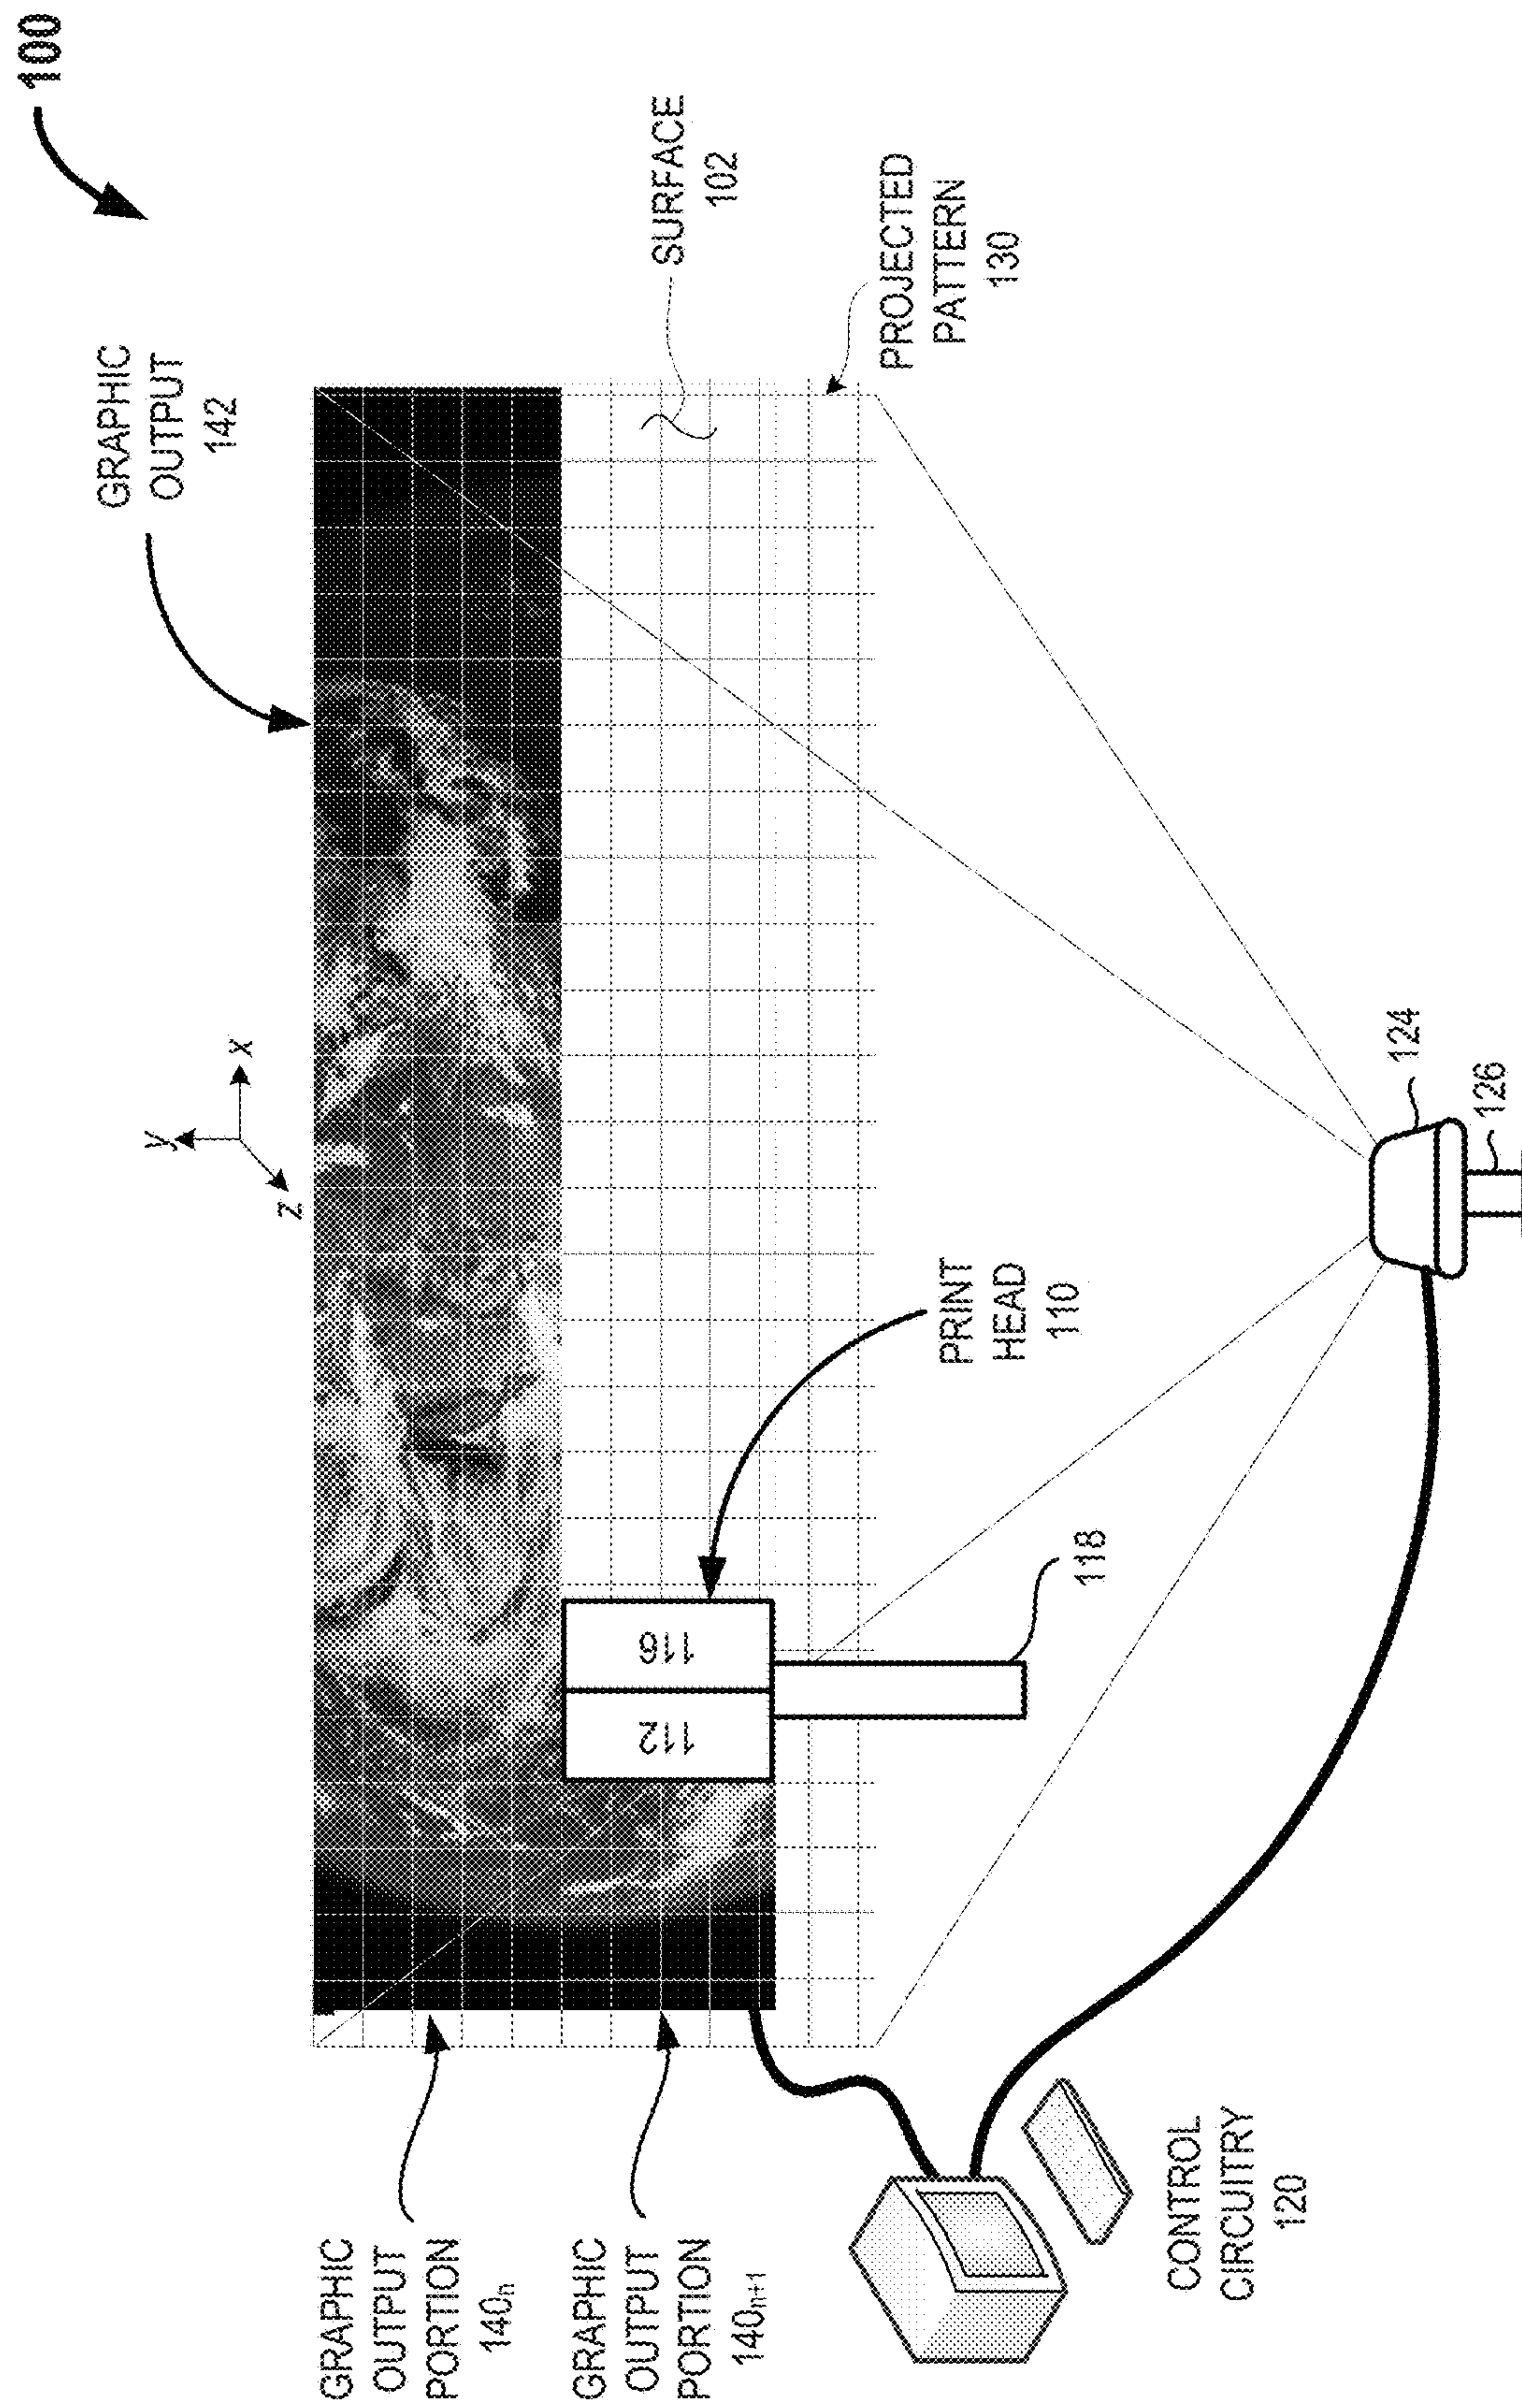 100
GRAPHIC
OUTPUT
142
SURFACE
102
PROJECTED
PATTERN
130
y
x
z
PRINT
HEAD
110
116
112
118
124
126
GRAPHIC
OUTPUT
PORTION
140n
GRAPHIC
OUTPUT
PORTION
140n+1
CONTROL
CIRCUITRY
120